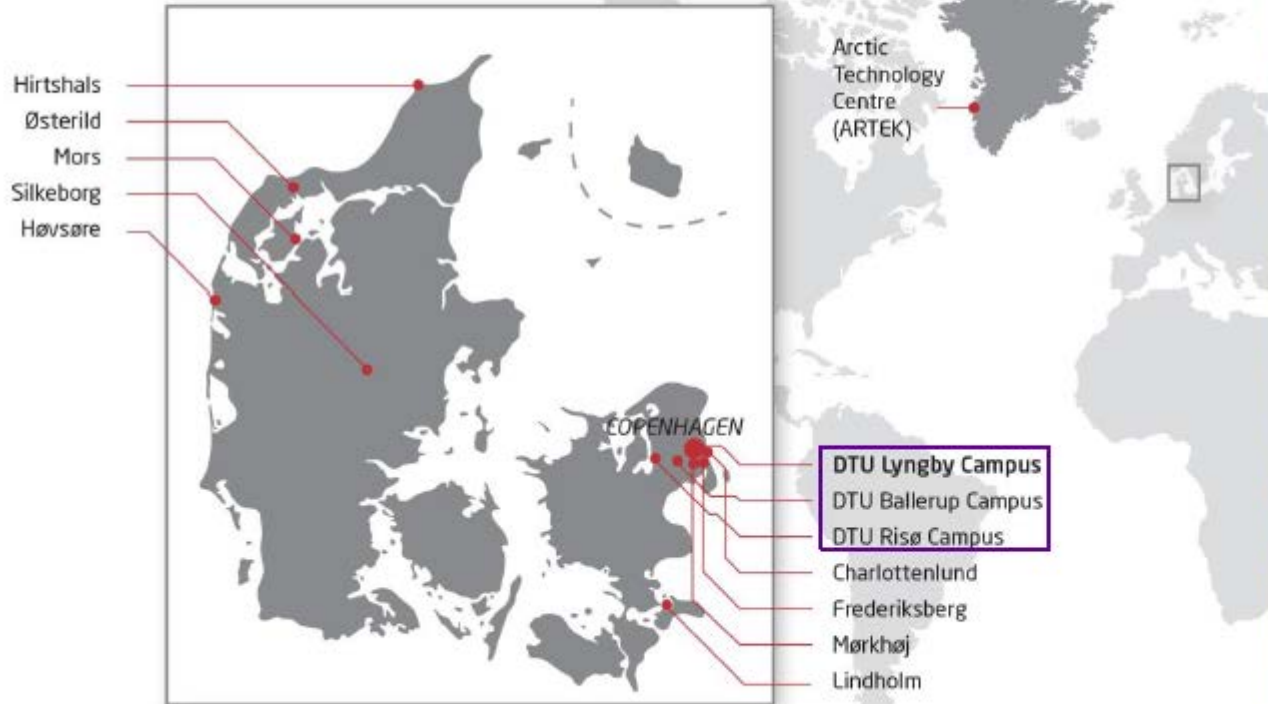 Hirtshals
Østerild
Mors
Silkeborg
Høvsøre
COPENHAGEN
Arctic
Technology
Centre
(ARTEK)
DTU Lyngby Campus
DTU Ballerup Campus
DTU Risø Campus
Charlottenlund
Frederiksberg
Mørkhøj
Lindholm